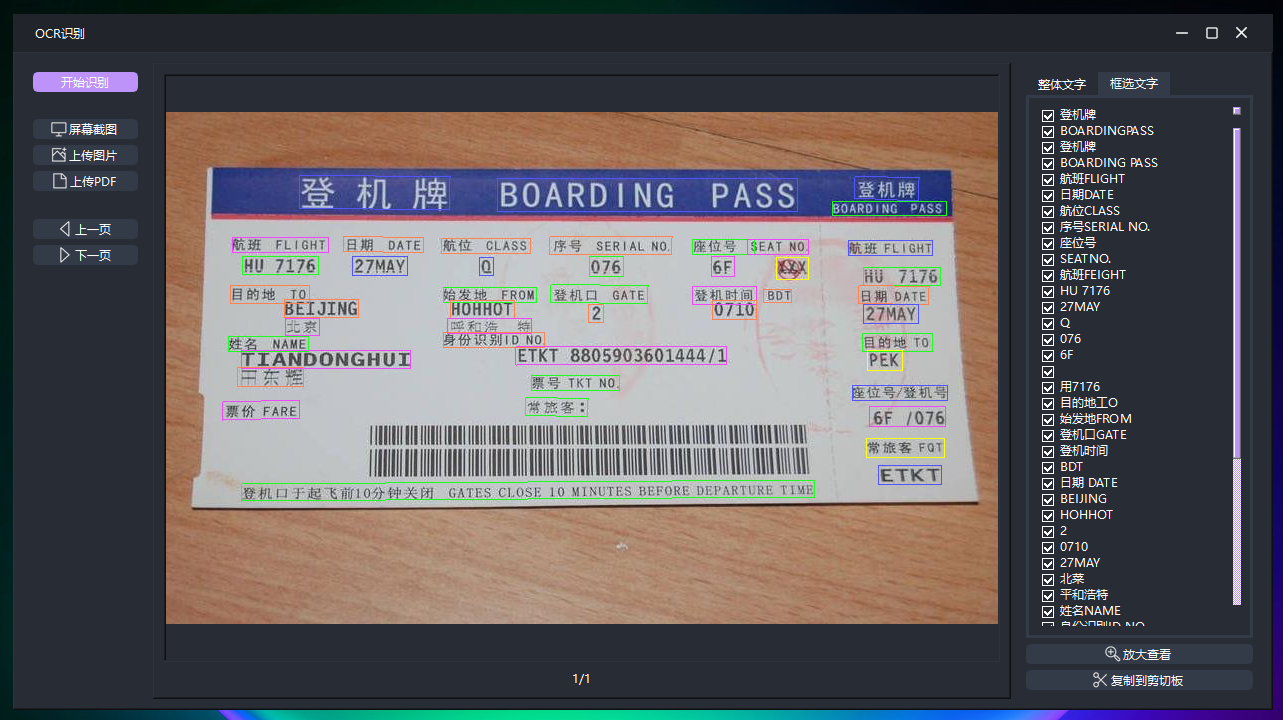 OCR识别
开始识别
屏幕截图
上传图片
上传PDF
上一页
下一页
登机牌 BOARDING PASS 登机牌
BOARDING PASS
航班 FLIGHT 日期 DATE 航位 CLASS 序号 SERIAL NO. 座位号 SEAT NO. 航班 FLIGHT
HU 7176 27MAY Q 076 6F HU 7176
目的地 TO 始发地 FROM 登机口 GATE 登机时间 BDT 日期 DATE
BEIJING HOHHOT 2 0710 27MAY
北京 呼和浩 特
姓名 NAME 身份识别ID NO 目的地 TO
TIANDONGHUI ETKT 8805903601444/1 PEK
田东辉
票号 TKT NO.
座位号/登机号
票价 FARE 常旅客: 6F /076
常旅客 FQT
ETKT
登机口于起飞前10分钟关闭 GATES CLOSE 10 MINUTES BEFORE DEPARTURE TIME
1/1
整体文字 框选文字
登机牌
BOARDINGPASS
登机牌
BOARDING PASS
航班FLIGHT
日期DATE
航位CLASS
序号SERIAL NO.
座位号
SEATNO.
航班FEIGHT
HU 7176
27MAY
Q
076
6F
用7176
目的地工O
始发地FROM
登机口GATE
登机时间
BDT
日期 DATE
BEIJING
HOHHOT
2
0710
27MAY
北菜
平和浩特
姓名NAME
身份识别ID NO
放大查看
复制到剪切板